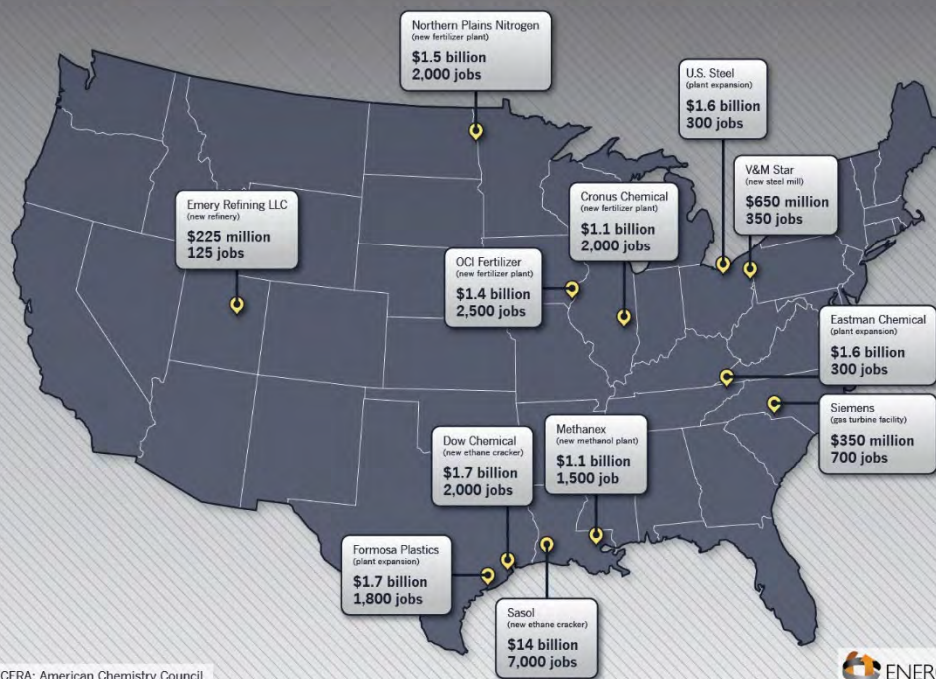 Northern Plains Nitrogen
(new fertilizer plant)
$1.5 billion
2,000 jobs
U.S. Steel
(plant expansion)
$1.6 billion
300 jobs
V&M Star
(new steel mill)
$650 million
350 jobs
Emery Refining LLC
(new refinery)
$225 million
125 jobs
Cronus Chemical
(new fertilizer plant)
$1.1 billion
2,000 jobs
OCI Fertilizer
(new fertilizer plant)
$1.4 billion
2,500 jobs
Eastman Chemical
(plant expansion)
$1.6 billion
300 jobs
Siemens
(gas turbine facility)
$350 million
700 jobs
Dow Chemical
(new ethane cracker)
$1.7 billion
2,000 jobs
Methanex
(new methanol plant)
$1.1 billion
1,500 job
Formosa Plastics
(plant expansion)
$1.7 billion
1,800 jobs
Sasol
(new ethane cracker)
$14 billion
7,000 jobs
CERA; American Chemistry Council